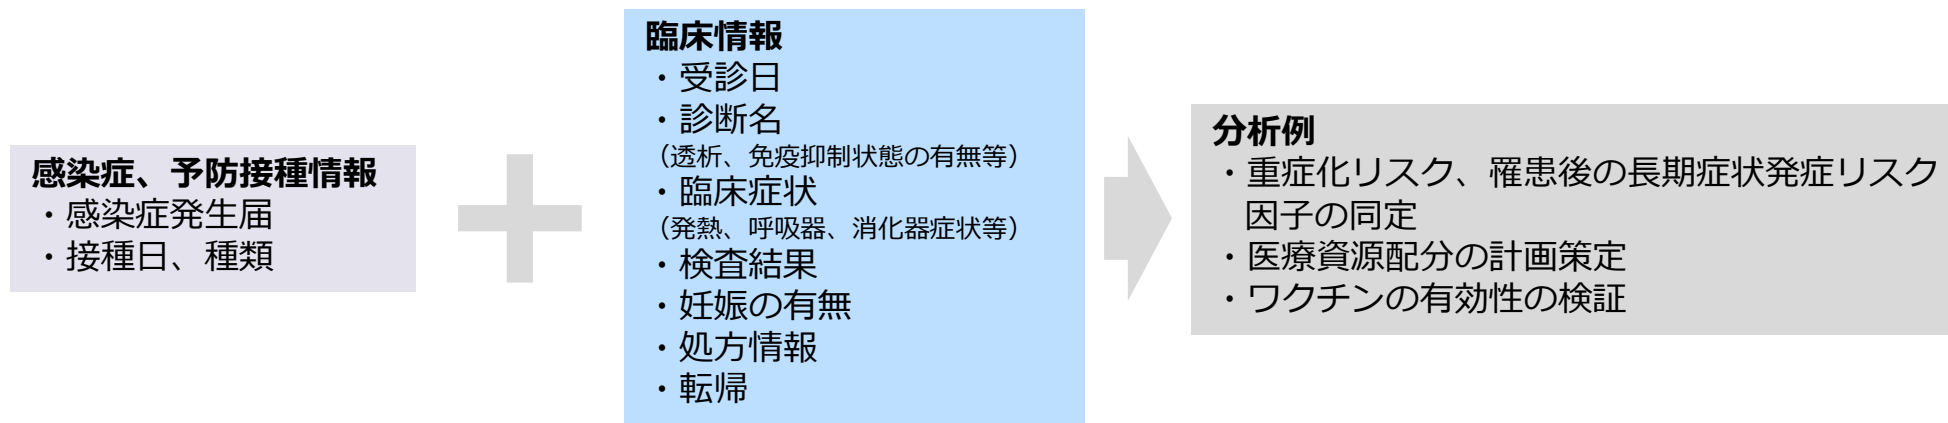 感染症、予防接種情報
・感染症発生届
・接種日、種類
臨床情報
・受診日
・診断名
（透析、免疫抑制状態の有無等）
・臨床症状
（発熱、呼吸器、消化器症状等）
・検査結果
・妊娠の有無
・処方情報
・転帰
分析例
・重症化リスク、罹患後の長期症状発症リスク
因子の同定
・医療資源配分の計画策定
・ワクチンの有効性の検証